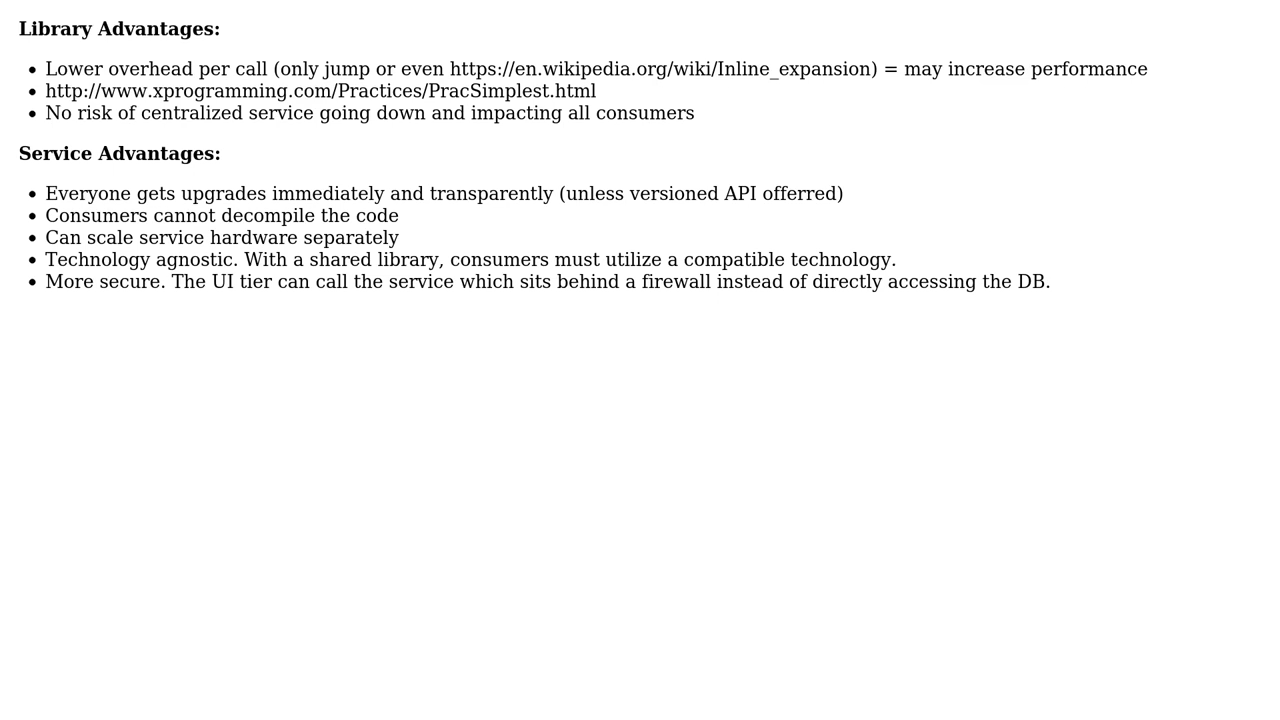 Library Advantages:
• Lower overhead per call (only jump or even https://en.wikipedia.org/wiki/Inline_expansion) = may increase performance
• http://www.xprogramming.com/Practices/PracSimplest.html
• No risk of centralized service going down and impacting all consumers
Service Advantages:
• Everyone gets upgrades immediately and transparently (unless versioned API offerred)
• Consumers cannot decompile the code
• Can scale service hardware separately
• Technology agnostic. With a shared library, consumers must utilize a compatible technology.
• More secure. The UI tier can call the service which sits behind a firewall instead of directly accessing the DB.